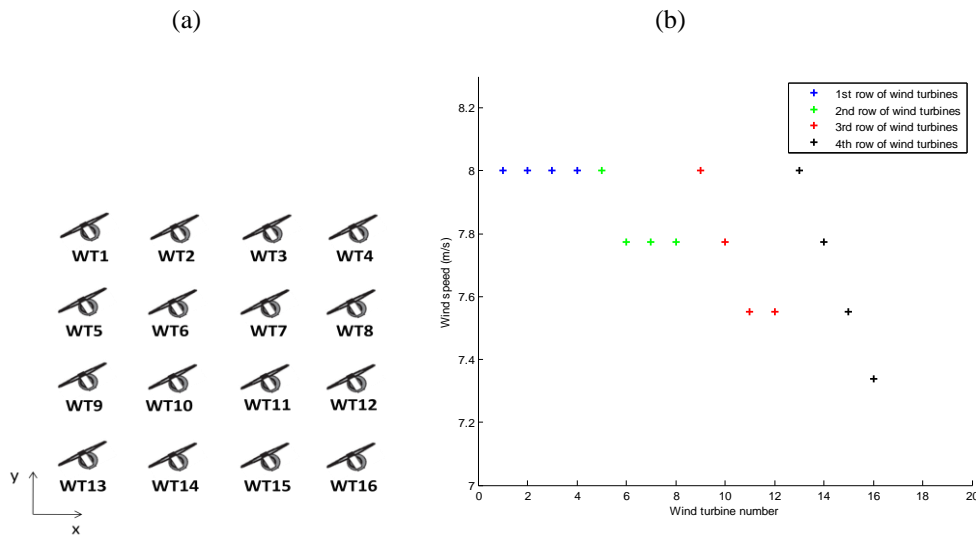 (a)
WT1 WT2 WT3 WT4
WT5 WT6 WT7 WT8
WT9 WT10 WT11 WT12
WT13 WT14 WT15 WT16
y
x
(b)
1st row of wind turbines
2nd row of wind turbines
3rd row of wind turbines
4th row of wind turbines
Wind speed (m/s)
8.2
8
7.8
7.6
7.4
7.2
7
0 2 4 6 8 10 12 14 16 18 20
Wind turbine number